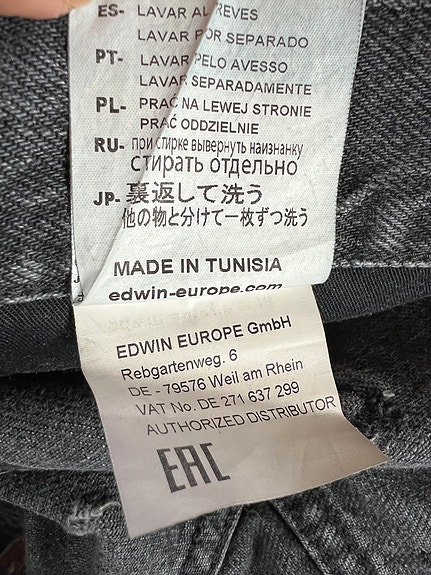 ES- LAVAR AL REVES
LAVAR POR SEPARADO
PT- LAVAR PELO AVESSO
LAVAR SEPARADAMENTE
PL- PRAĆ NA LEWEJ STRONIE
PRAĆ ODDZIELNIE
RU- при стирке вывернуть наизнанку
стирать отдельно
JP- 裏返して洗う
他の物と分けて一枚ずつ洗う
MADE IN TUNISIA
edwin-europe.com
EDWIN EUROPE GmbH
Rebgartenweg. 6
DE - 79576 Weil am Rhein
VAT No. DE 271 637 299
AUTHORIZED DISTRIBUTOR
EAC